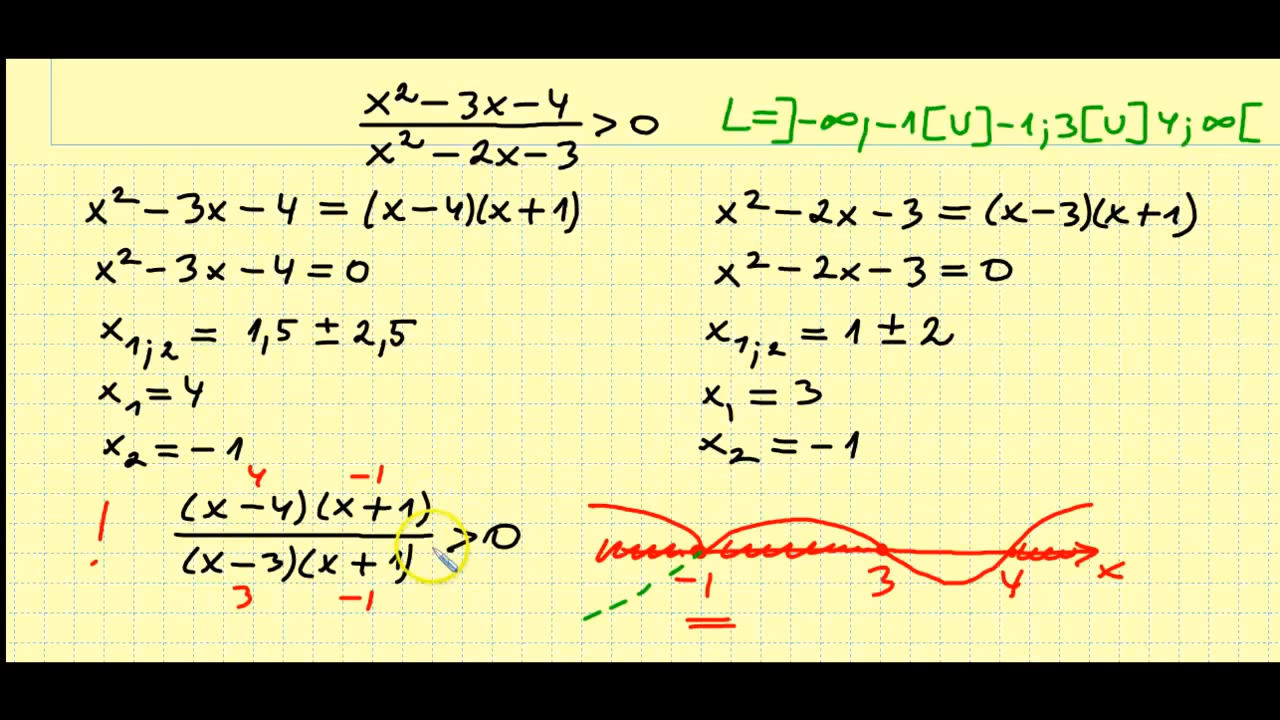 x² - 3x - 4
x² - 2x - 3 > 0
L = ]-∞; -1[ U ]-1; 3[ U ] 4; ∞[
x² - 3x - 4 = (x - 4)(x + 1)
x² - 3x - 4 = 0
x₁;₂ = 1,5 ± 2,5
x₁ = 4
x₂ = -1
x² - 2x - 3 = (x - 3)(x + 1)
x² - 2x - 3 = 0
x₁;₂ = 1 ± 2
x₁ = 3
x₂ = -1
4 -1
! (x - 4)(x + 1)
(x - 3)(x + 1) > 0
3 -1
-1 3 4 x